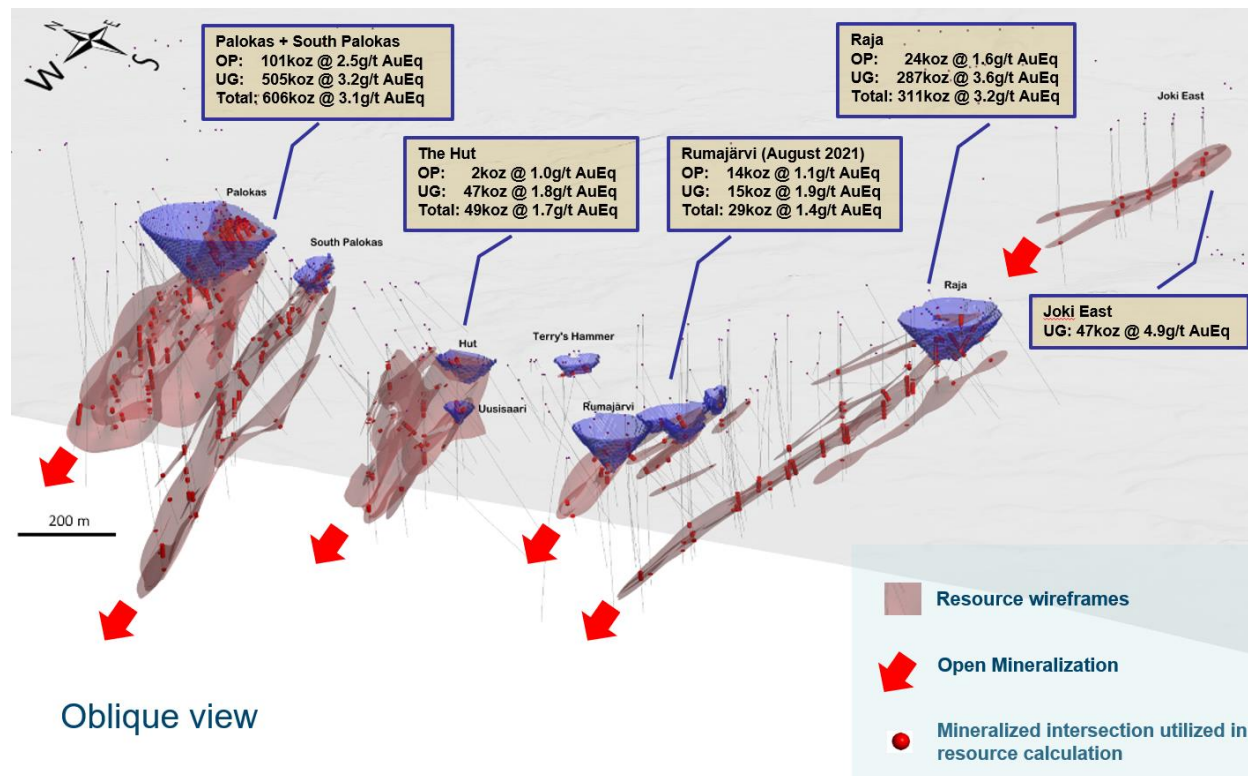 N
E
W
S
Palokas + South Palokas
OP: 101koz @ 2.5g/t AuEq
UG: 505koz @ 3.2g/t AuEq
Total: 606koz @ 3.1g/t AuEq
Raja
OP: 24koz @ 1.6g/t AuEq
UG: 287koz @ 3.6g/t AuEq
Total: 311koz @ 3.2g/t AuEq
Joki East
The Hut
OP: 2koz @ 1.0g/t AuEq
UG: 47koz @ 1.8g/t AuEq
Total: 49koz @ 1.7g/t AuEq
Rumajärvi (August 2021)
OP: 14koz @ 1.1g/t AuEq
UG: 15koz @ 1.9g/t AuEq
Total: 29koz @ 1.4g/t AuEq
Palokas
South Palokas
Raja
Joki East
UG: 47koz @ 4.9g/t AuEq
Terry's Hammer
Hut
Uusisaari
Rumajärvi
200 m
Resource wireframes
Open Mineralization
Mineralized intersection utilized in
resource calculation
Oblique view